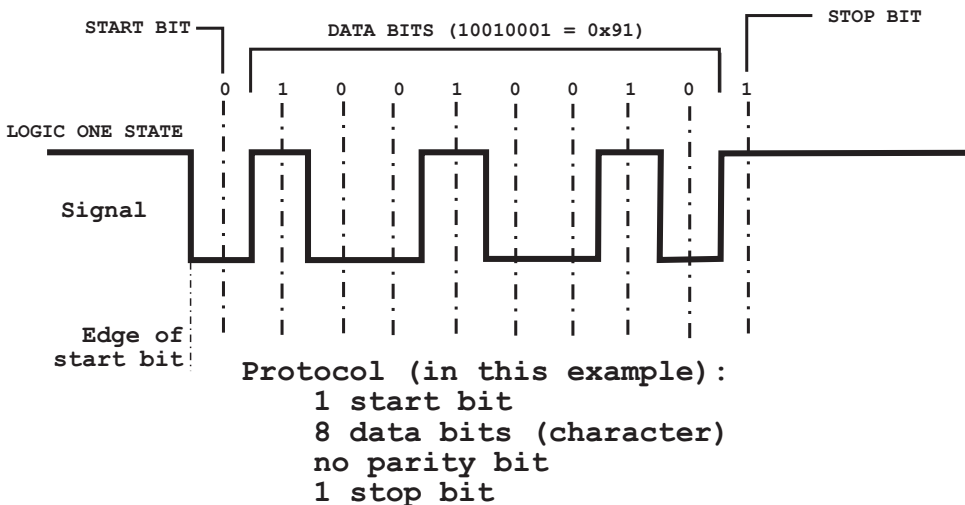 START BIT
DATA BITS (10010001 = 0x91)
STOP BIT
0 1 0 0 1 0 0 1 0 1
LOGIC ONE STATE
Signal
Edge of
start bit
Protocol (in this example):
1 start bit
8 data bits (character)
no parity bit
1 stop bit